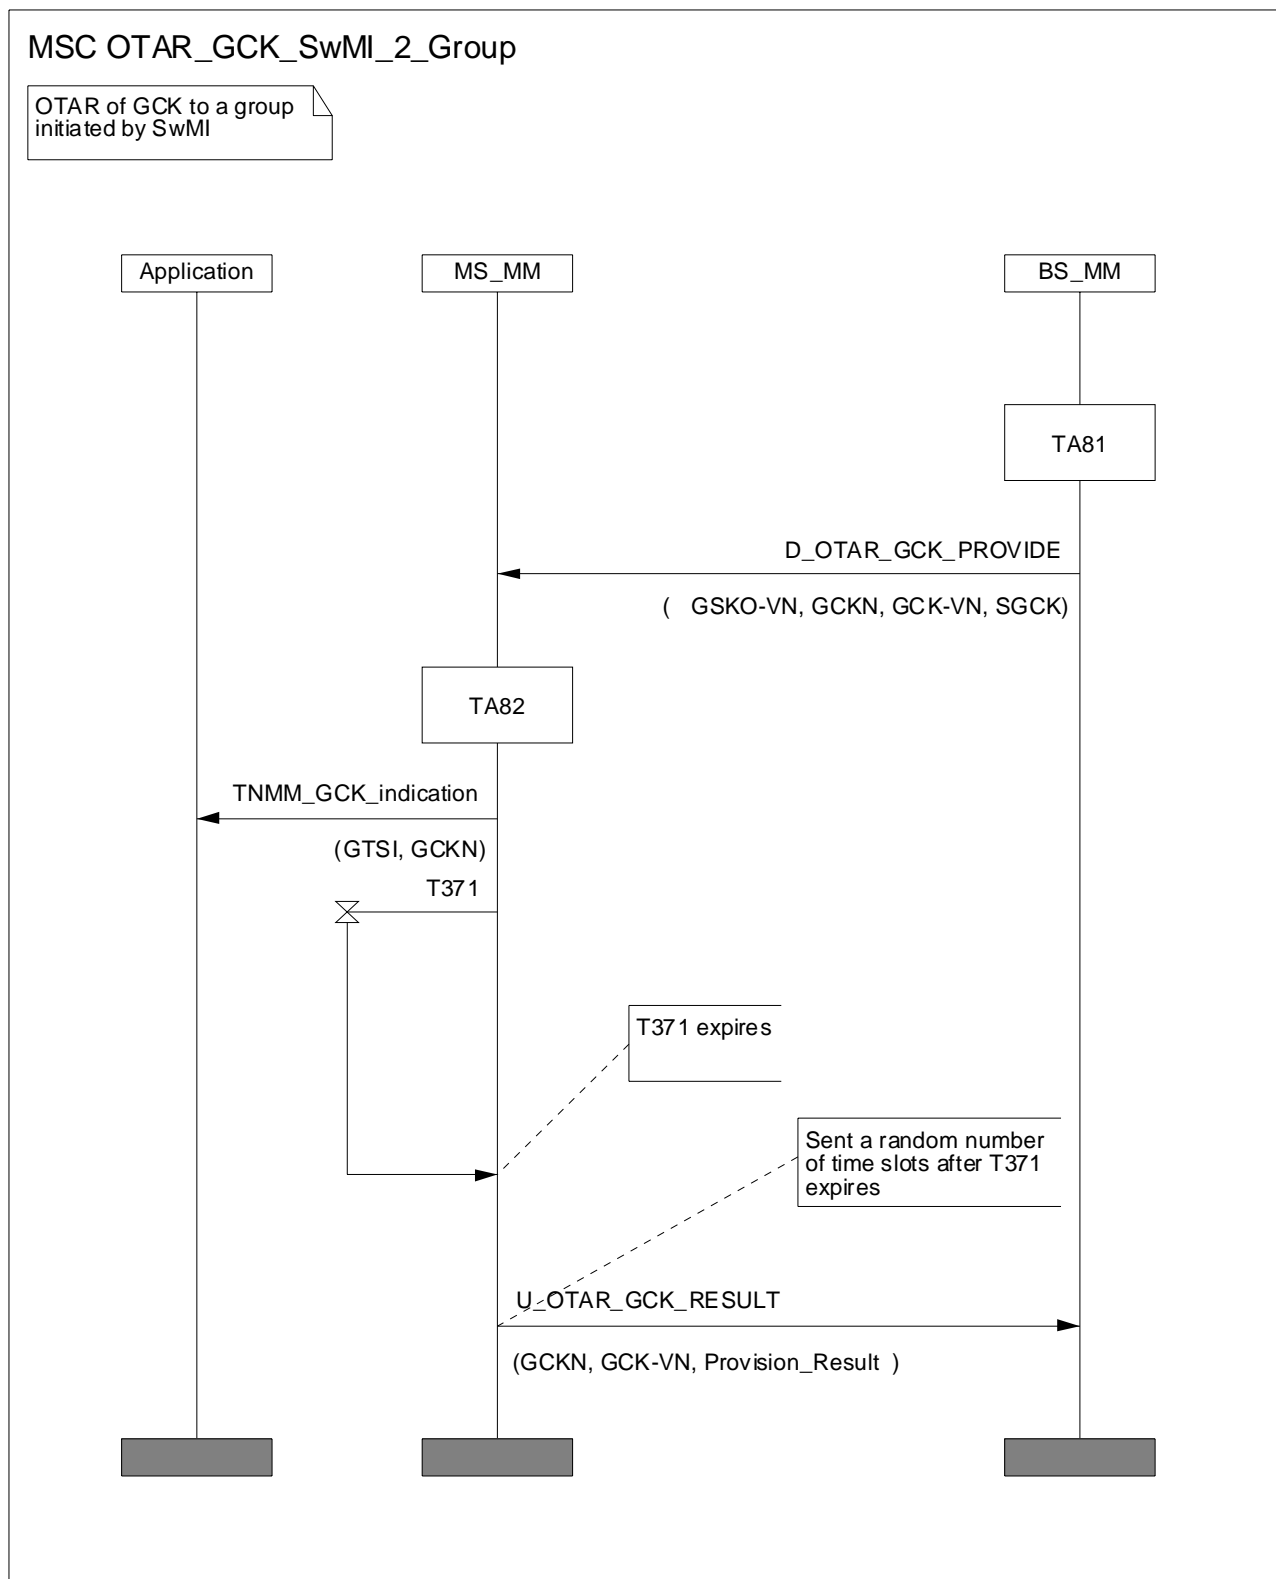 MSC OTAR_GCK_SwMI_2_Group
OTAR of GCK to a group
initiated by SwMI
Application
MS_MM
BS_MM
TA81
D_OTAR_GCK_PROVIDE
( GSKO-VN, GCKN, GCK-VN, SGCK)
TA82
TNMM_GCK_indication
(GTSI, GCKN)
T371
T371 expires
Sent a random number
of time slots after T371
expires
U_OTAR_GCK_RESULT
(GCKN, GCK-VN, Provision_Result )